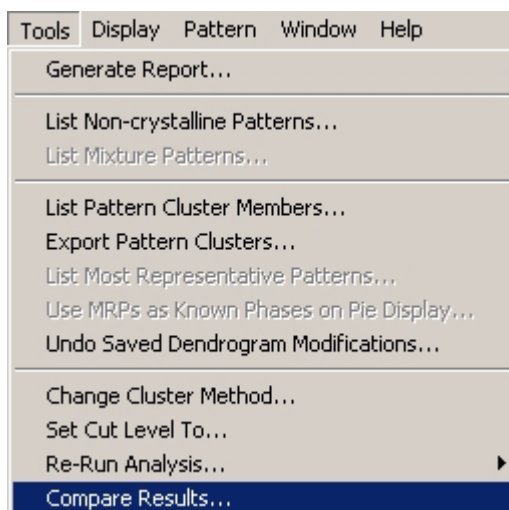 Tools Display Pattern Window Help
Generate Report...
List Non-crystalline Patterns...
List Mixture Patterns...
List Pattern Cluster Members...
Export Pattern Clusters...
List Most Representative Patterns...
Use MRPs as Known Phases on Pie Display...
Undo Saved Dendrogram Modifications...
Change Cluster Method...
Set Cut Level To...
Re-Run Analysis...
Compare Results...